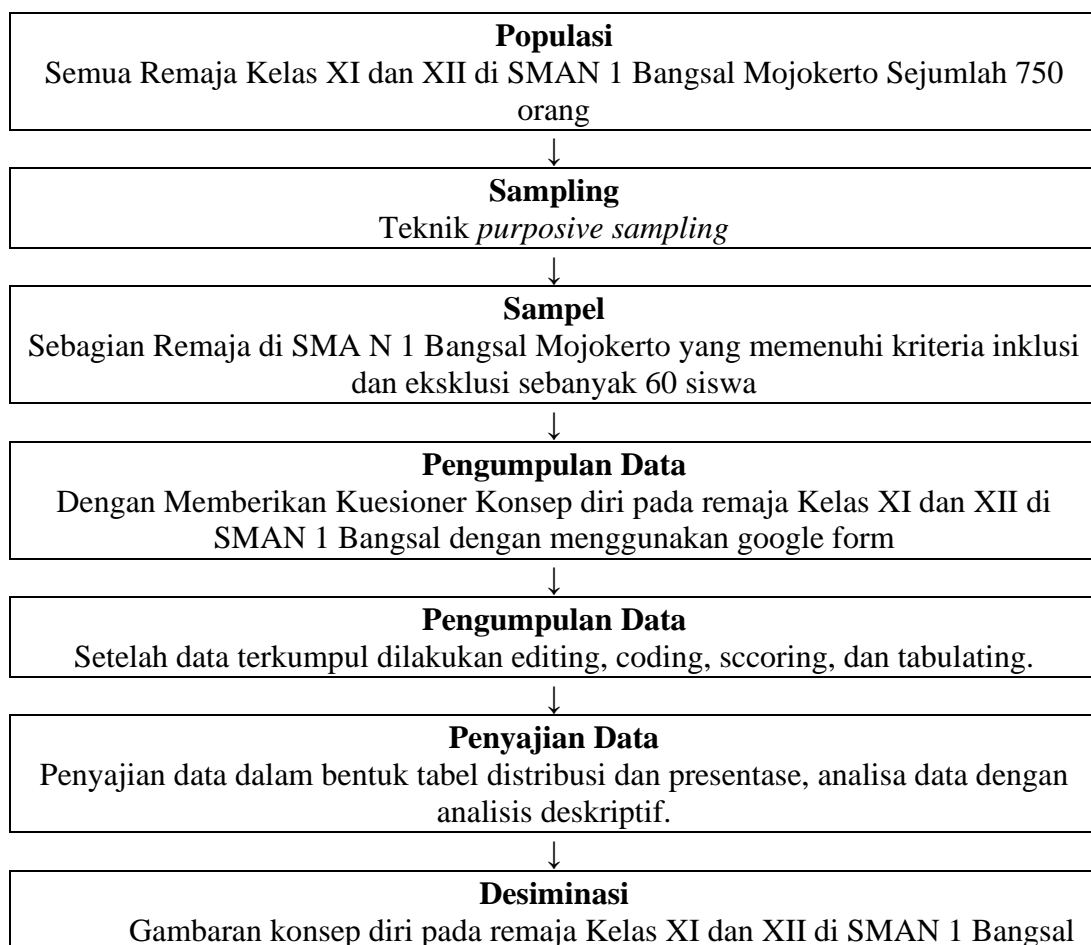 Populasi
Semua Remaja Kelas XI dan XII di SMAN 1 Bangsal Mojokerto Sejumlah 750
orang
↓
Sampling
Teknik purposive sampling
↓
Sampel
Sebagian Remaja di SMA N 1 Bangsal Mojokerto yang memenuhi kriteria inklusi
dan eksklusi sebanyak 60 siswa
↓
Pengumpulan Data
Dengan Memberikan Kuesioner Konsep diri pada remaja Kelas XI dan XII di
SMAN 1 Bangsal dengan menggunakan google form
↓
Pengumpulan Data
Setelah data terkumpul dilakukan editing, coding, sccoring, dan tabulating.
↓
Penyajian Data
Penyajian data dalam bentuk tabel distribusi dan presentase, analisa data dengan
analisis deskriptif.
↓
Desiminasi
Gambaran konsep diri pada remaja Kelas XI dan XII di SMAN 1 Bangsal